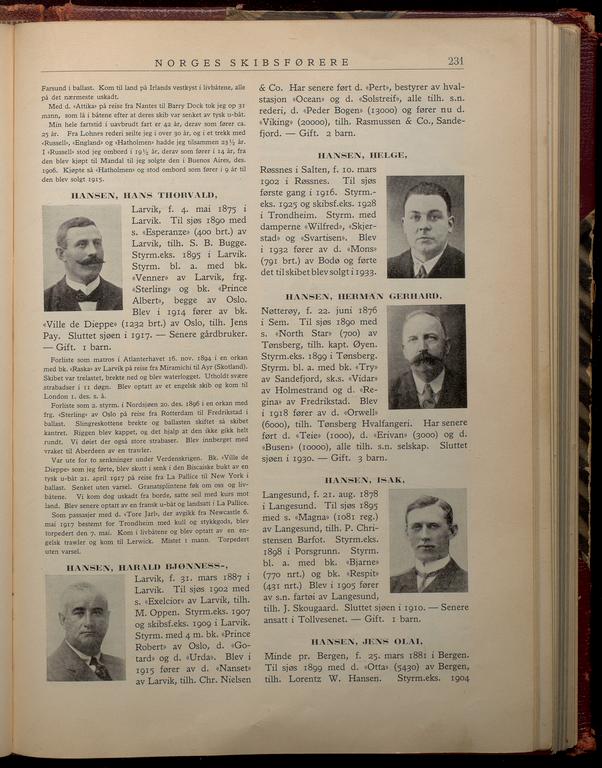 NORGES SKIBSFØRERE
231
Farsund i ballast. Kom til land på Irlands vestkyst i livbåtene, alle
på det nærmeste uskadt.
Med d. «Attika» på reise fra Nantes til Barry Dock tok jeg op 31
mann, som lå i båtene efter at deres skib var senket av tysk u-båt.
Min hele fartstid i uavbrudt fart er 42 år, derav som fører ca.
25 år. Fra Lohnrs rederi seilte jeg i over 30 år, og i et trekk med
«Russell», «England» og «Hatholmen» hadde jeg tilsammen 23½ år.
I «Russell» stod jeg ombord i 19½ år, derav som fører i 14 år, fra
den blev kjøpt til Mandal til jeg solgte den i Buenos Aires, des.
1906. Kjøpte så «Hatholmen» og stod ombord som fører i 9 år til
den blev solgt 1915.
HANSEN, HANS THORVALD,
Larvik, f. 4. mai 1875 i
Larvik. Til sjøs 1890 med
s. «Esperanze» (400 brt.) av
Larvik, tilh. S. B. Bugge.
Styrm.eks. 1895 i Larvik.
Styrm. bl. a. med bk.
«Venner» av Larvik, frg.
«Sterling» og bk. «Prince
Albert», begge av Oslo.
Blev i 1914 fører av bk.
«Ville de Dieppe» (1232 brt.) av Oslo, tilh. Jens
Pay. Sluttet sjøen i 1917. — Senere gårdbruker.
— Gift. 1 barn.
Forliste som matros i Atlanterhavet 16. nov. 1894 i en orkan
med bk. «Raska» av Larvik på reise fra Miramichi til Ayr (Skotland).
Skibet var trelastet, brekte ned og blev waterlogget. Utholdt svære
strabadser i 11 døgn. Blev optatt av et engelsk skib og kom til
London 1. des. s. å.
Forliste som 2. styrm. i Nordsjøen 20. des. 1896 i en orkan med
frg. «Sterling» av Oslo på reise fra Rotterdam til Fredrikstad i
ballast. Slingreskottene brekte og ballasten skiftet så skibet
kantret. Riggen blev kappet, og det hjalp at den ikke gikk helt
rundt. Vi døiet der også store strabaser. Blev innberget med
vraket til Aberdeen av en trawler.
Var ute for to senkninger under Verdenskrigen. Bk. «Ville de
Dieppe» som jeg førte, blev skutt i senk i den Biscaiske bukt av en
tysk u-båt 21. april 1917 på reise fra La Pallice til New York i
ballast. Senket uten varsel. Granatsplintene føk om oss og liv-
båtene. Vi kom dog uskadt fra borde, satte seil med kurs mot
land. Blev senere optatt av en fransk u-båt og landsatt i La Pallice.
Som passasjer med d. «Tore Jarl», der avgikk fra Newcastle 6.
mai 1917 bestemt for Trondheim med kull og stykkgods, blev
torpedert den 7. mai. Kom i livbåtene og blev optatt av en en-
gelsk trawler og kom til Lerwick. Mistet 1 mann. Torpedert
uten varsel.
HANSEN, HARALD BJØNNESS-,
Larvik, f. 31. mars 1887 i
Larvik. Til sjøs 1902 med
s. «Exelcior» av Larvik, tilh.
M. Oppen. Styrm.eks. 1907
og skibsf.eks. 1909 i Larvik.
Styrm. med 4 m. bk. «Prince
Robert» av Oslo, d. «Go-
tard» og d. «Urda». Blev i
1915 fører av d. «Nanset»
av Larvik, tilh. Chr. Nielsen
& Co. Har senere ført d. «Pert», bestyrer av hval-
stasjon «Ocean» og d. «Solstreif», alle tilh. s.n.
rederi, d. «Peder Bogen» (13000) og fører nu d.
«Viking» (20000), tilh. Rasmussen & Co., Sande-
fjord. — Gift. 2 barn.
HANSEN, HELGE,
Røssnes i Salten, f. 10. mars
1902 i Røssnes. Til sjøs
første gang i 1916. Styrm.-
eks. 1925 og skibsf.eks. 1928
i Trondheim. Styrm. med
damperne «Wilfred», «Skjer-
stad» og «Svartisen». Blev
i 1932 fører av d. «Mons»
(791 brt.) av Bodø og førte
det til skibet blev solgt i 1933.
HANSEN, HERMAN GERHARD,
Nøtterøy, f. 22. juni 1876
i Sem. Til sjøs 1890 med
s. «North Star» (700) av
Tønsberg, tilh. kapt. Øyen.
Styrm.eks. 1899 i Tønsberg.
Styrm. bl. a. med bk. «Try»
av Sandefjord, sk.s. «Vidar»
av Holmestrand og d. «Re-
gina» av Fredrikstad. Blev
i 1918 fører av d. «Orwell»
(6000), tilh. Tønsberg Hvalfangeri. Har senere
ført d. «Teie» (1000), d. «Erivan» (3000) og d.
«Busen» (10000), alle tilh. s.n. selskap. Sluttet
sjøen i 1930. — Gift. 3 barn.
HANSEN, ISAK,
Langesund, f. 21. aug. 1878
i Langesund. Til sjøs 1895
med s. «Magna» (1081 reg.)
av Langesund, tilh. P. Chri-
stensen Barfot. Styrm.eks.
1898 i Porsgrunn. Styrm.
bl. a. med bk. «Bjarne»
(770 nrt.) og bk. «Respit»
(431 nrt.) Blev i 1905 fører
av s.n. fartøi av Langesund,
tilh. J. Skougaard. Sluttet sjøen i 1910. — Senere
ansatt i Tollvesenet. — Gift. 1 barn.
HANSEN, JENS OLAI,
Minde pr. Bergen, f. 25. mars 1881 i Bergen.
Til sjøs 1899 med d. «Otta» (5430) av Bergen,
tilh. Lorentz W. Hansen. Styrm.eks. 1904